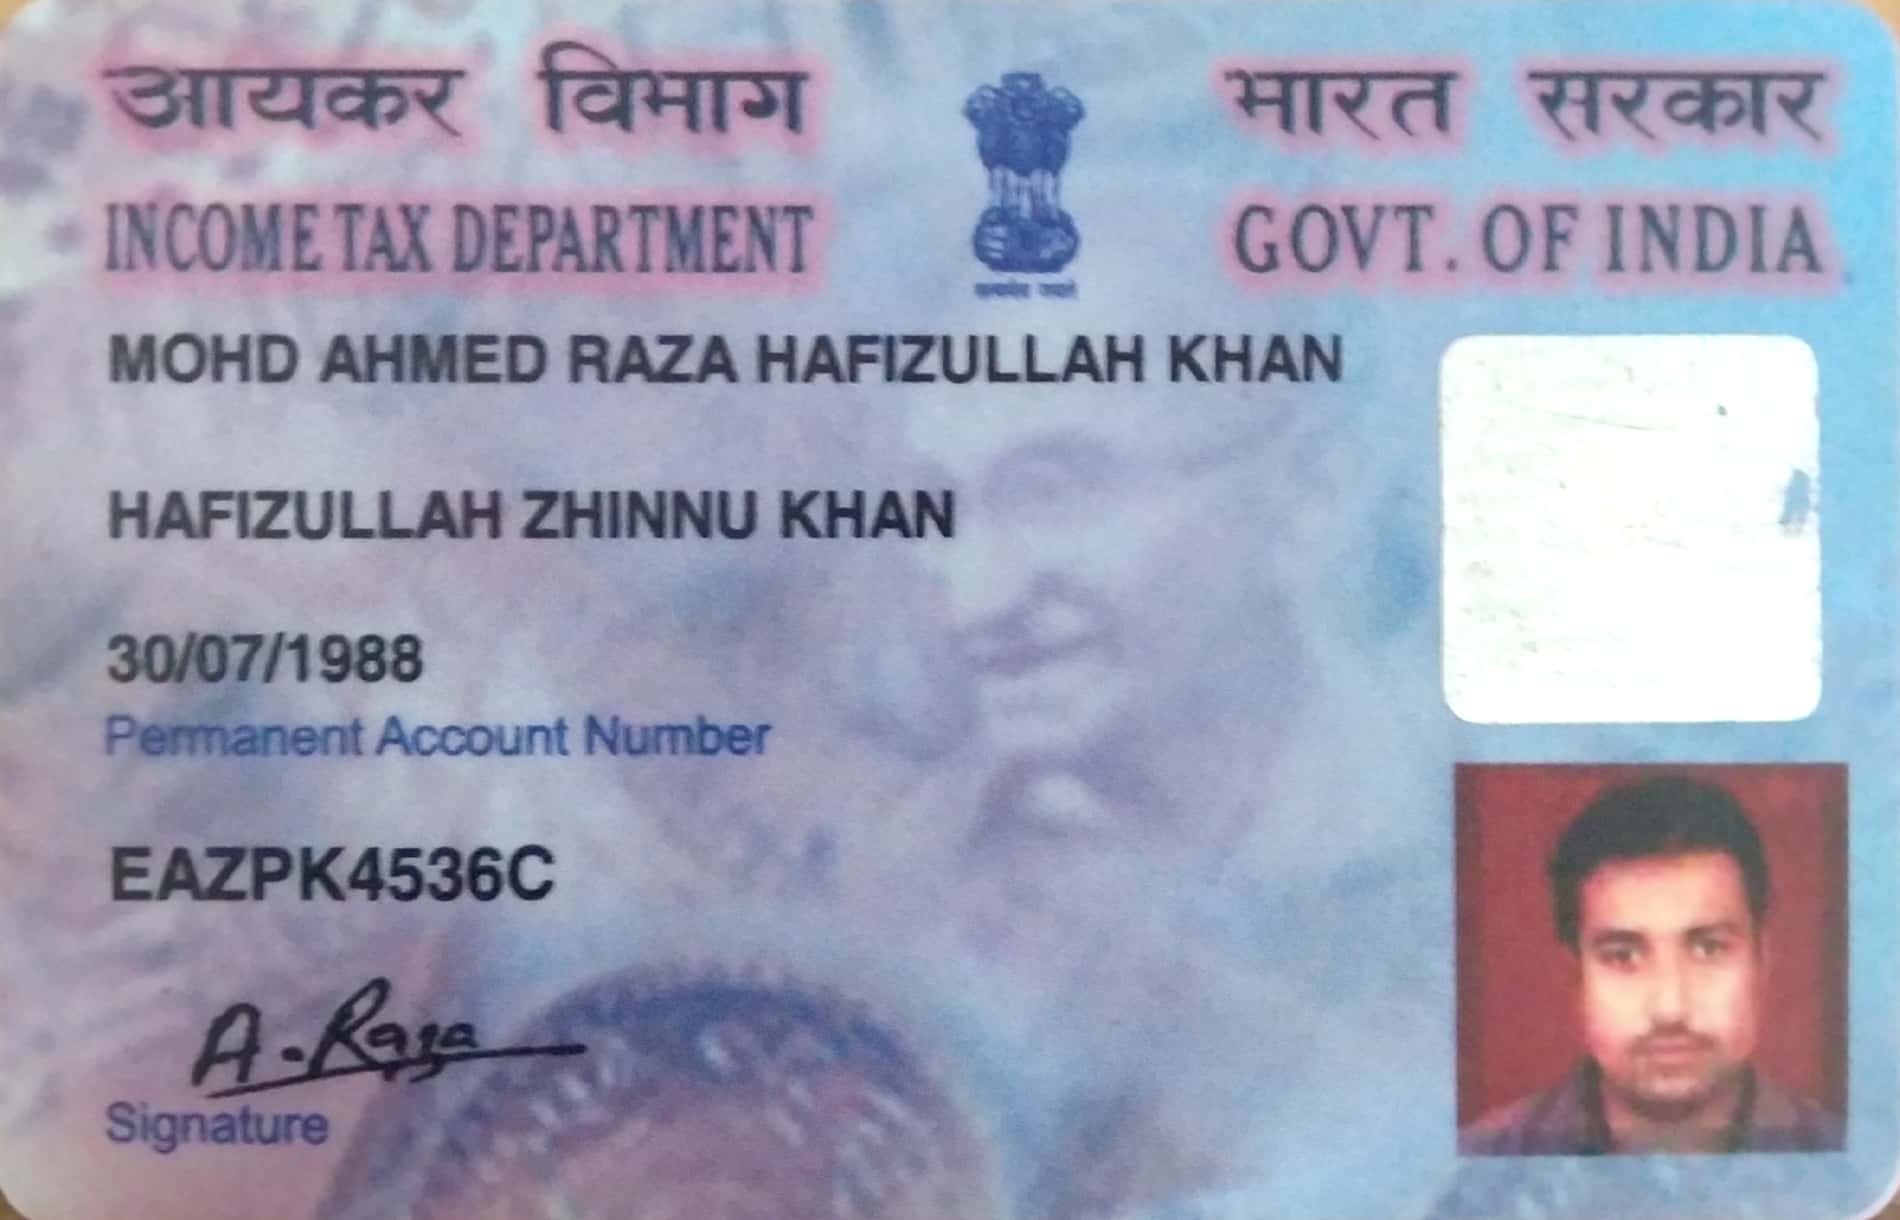 आयकर विभाग
भारत सरकार
INCOME TAX DEPARTMENT
GOVT. OF INDIA
सत्यमेव जयते
MOHD AHMED RAZA HAFIZULLAH KHAN
HAFIZULLAH ZHINNU KHAN
30/07/1988
Permanent Account Number
EAZPK4536C
A. Raza
Signature